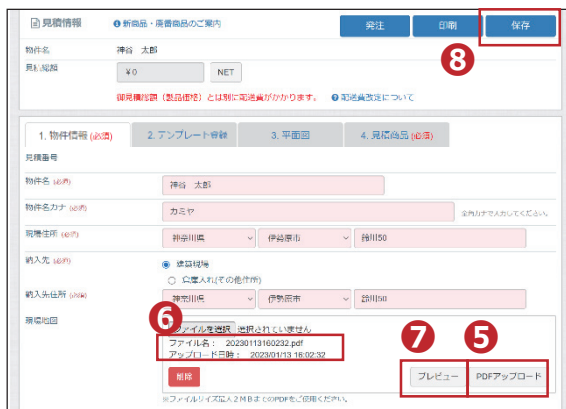 見積情報 新商品・廃番商品のご案内 発注 印刷 保存
8
物件名 神谷 太郎
見積総額 ¥0 NET
御見積総額（製品価格）とは別に配送費がかかります。 配送費改定について
1. 物件情報 (必須) 2. テンプレート登録 3. 平面図 4. 見積商品 (必須)
見積番号
物件名 (必須) 神谷 太郎
物件名カナ (必須) カミヤ 全角カナで入力してください。
現場住所 (必須) 神奈川県 伊勢原市 鈴川50
納入先 (必須) 建築現場
倉庫入れ(その他住所)
納入先住所 (必須) 神奈川県 伊勢原市 鈴川50
現場地図 6 ファイルを選択 選択されていません 7 5
ファイル名： 20230113160232.pdf
アップロード日時： 2023/01/13 16:02:32
削除 プレビュー PDFアップロード
※ファイルサイズ最大２ＭＢまでのPDFをご使用ください。